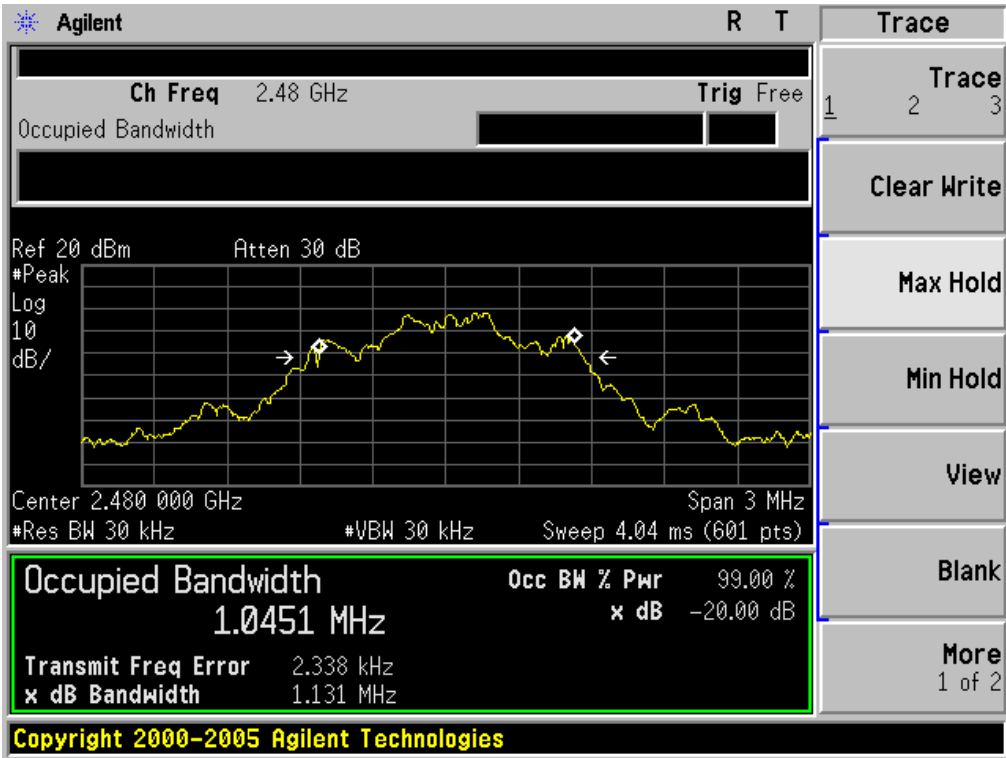 Agilent R T
Ch Freq 2.48 GHz Trig Free
Occupied Bandwidth
Ref 20 dBm Atten 30 dB
#Peak
Log
10
dB/
Center 2.480 000 GHz Span 3 MHz
#Res BW 30 kHz #VBW 30 kHz Sweep 4.04 ms (601 pts)
Occupied Bandwidth Occ BW % Pwr 99.00 %
1.0451 MHz x dB -20.00 dB
Transmit Freq Error 2.338 kHz
x dB Bandwidth 1.131 MHz
Copyright 2000-2005 Agilent Technologies
Trace
Trace
1 2 3
Clear Write
Max Hold
Min Hold
View
Blank
More
1 of 2